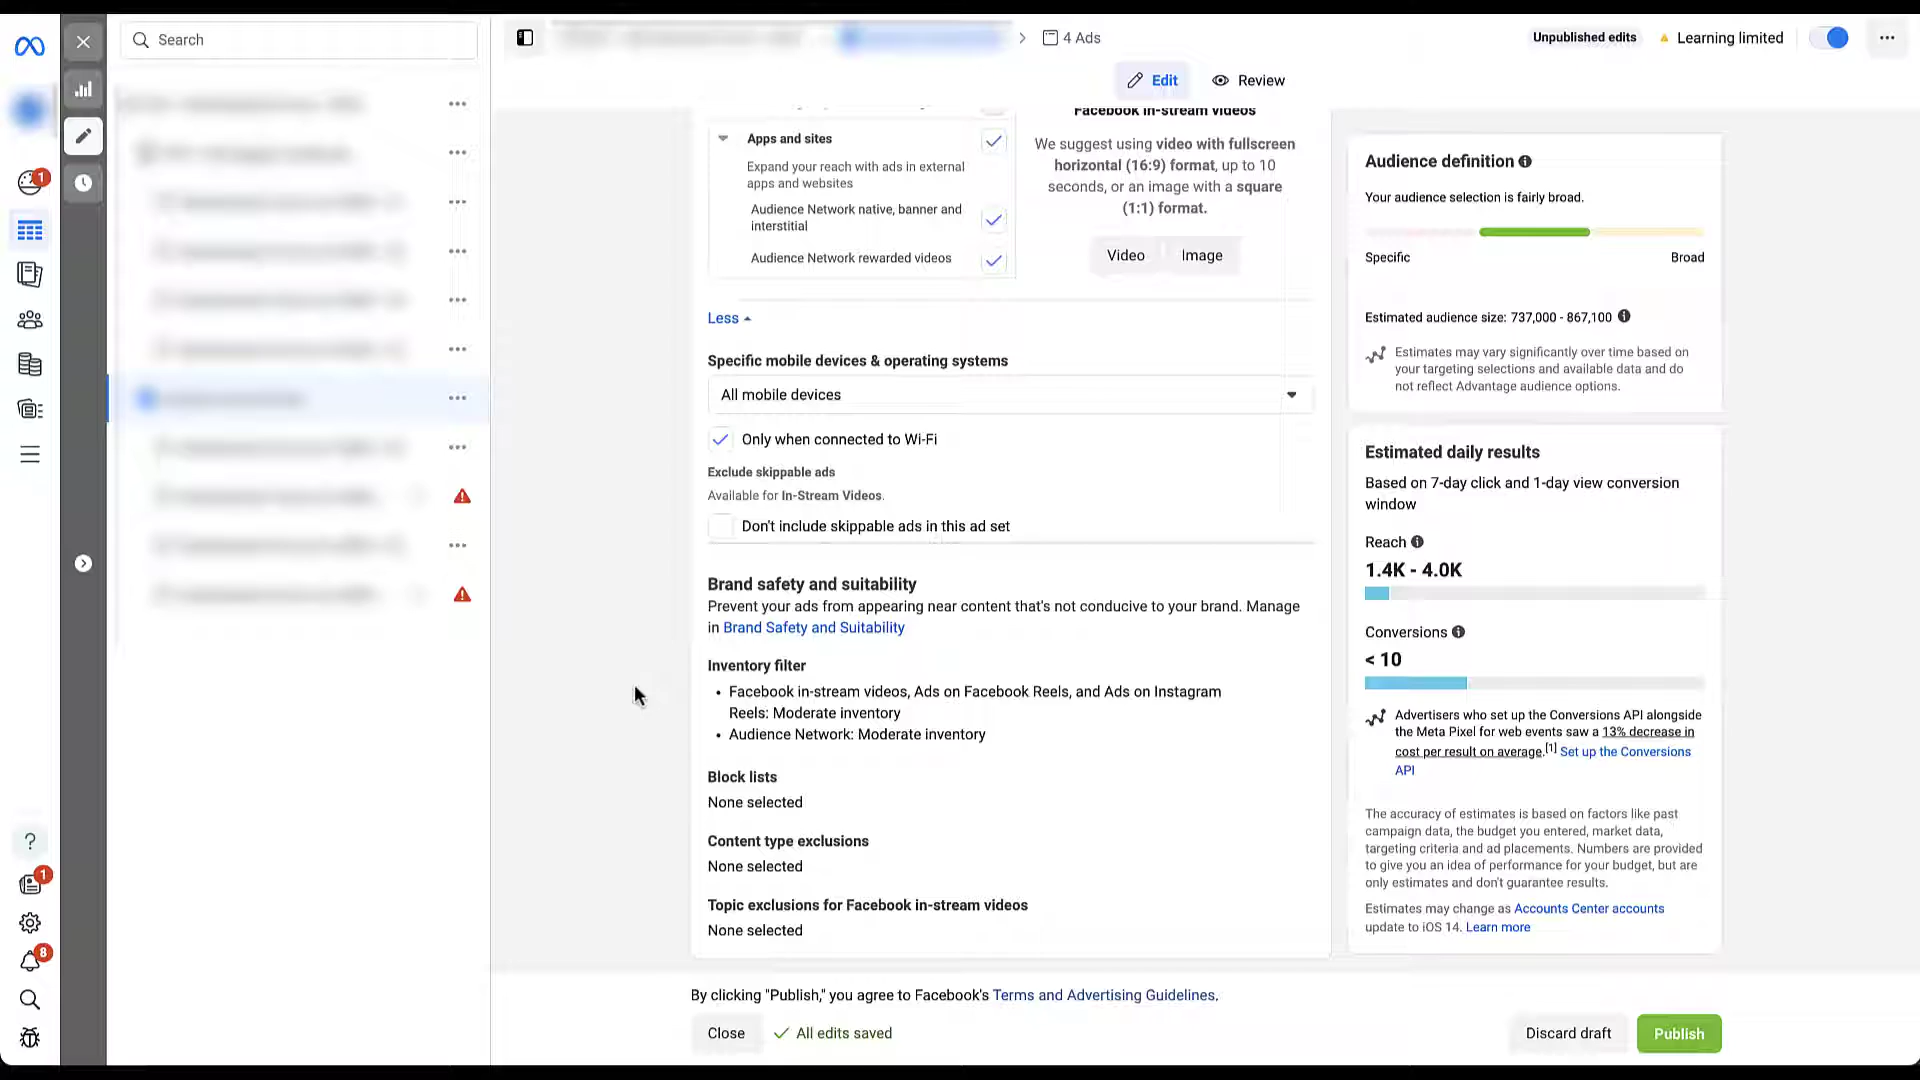 Search
4 Ads
Unpublished edits
Learning limited
Edit
Review
1
Apps and sites
Expand your reach with ads in external
apps and websites
Audience Network native, banner and
interstitial
Audience Network rewarded videos
Facebook in-stream videos
We suggest using video with fullscreen
horizontal (16:9) format, up to 10
seconds, or an image with a square
(1:1) format.
Video
Image
Less
Specific mobile devices & operating systems
All mobile devices
Only when connected to Wi-Fi
Exclude skippable ads
Available for In-Stream Videos.
Don't include skippable ads in this ad set
Brand safety and suitability
Prevent your ads from appearing near content that's not conducive to your brand. Manage
in Brand Safety and Suitability
Inventory filter
• Facebook in-stream videos, Ads on Facebook Reels, and Ads on Instagram
Reels: Moderate inventory
• Audience Network: Moderate inventory
Block lists
None selected
Content type exclusions
None selected
Topic exclusions for Facebook in-stream videos
None selected
Audience definition
Your audience selection is fairly broad.
Specific
Broad
Estimated audience size: 737,000 - 867,100
Estimates may vary significantly over time based on
your targeting selections and available data and do
not reflect Advantage audience options.
Estimated daily results
Based on 7-day click and 1-day view conversion
window
Reach
1.4K - 4.0K
Conversions
< 10
Advertisers who set up the Conversions API alongside
the Meta Pixel for web events saw a 13% decrease in
cost per result on average.[1] Set up the Conversions
API
The accuracy of estimates is based on factors like past
campaign data, the budget you entered, market data,
targeting criteria and ad placements. Numbers are provided
to give you an idea of performance for your budget, but are
only estimates and don't guarantee results.
Estimates may change as Accounts Center accounts
update to iOS 14. Learn more
1
8
By clicking "Publish," you agree to Facebook's Terms and Advertising Guidelines.
Close
All edits saved
Discard draft
Publish